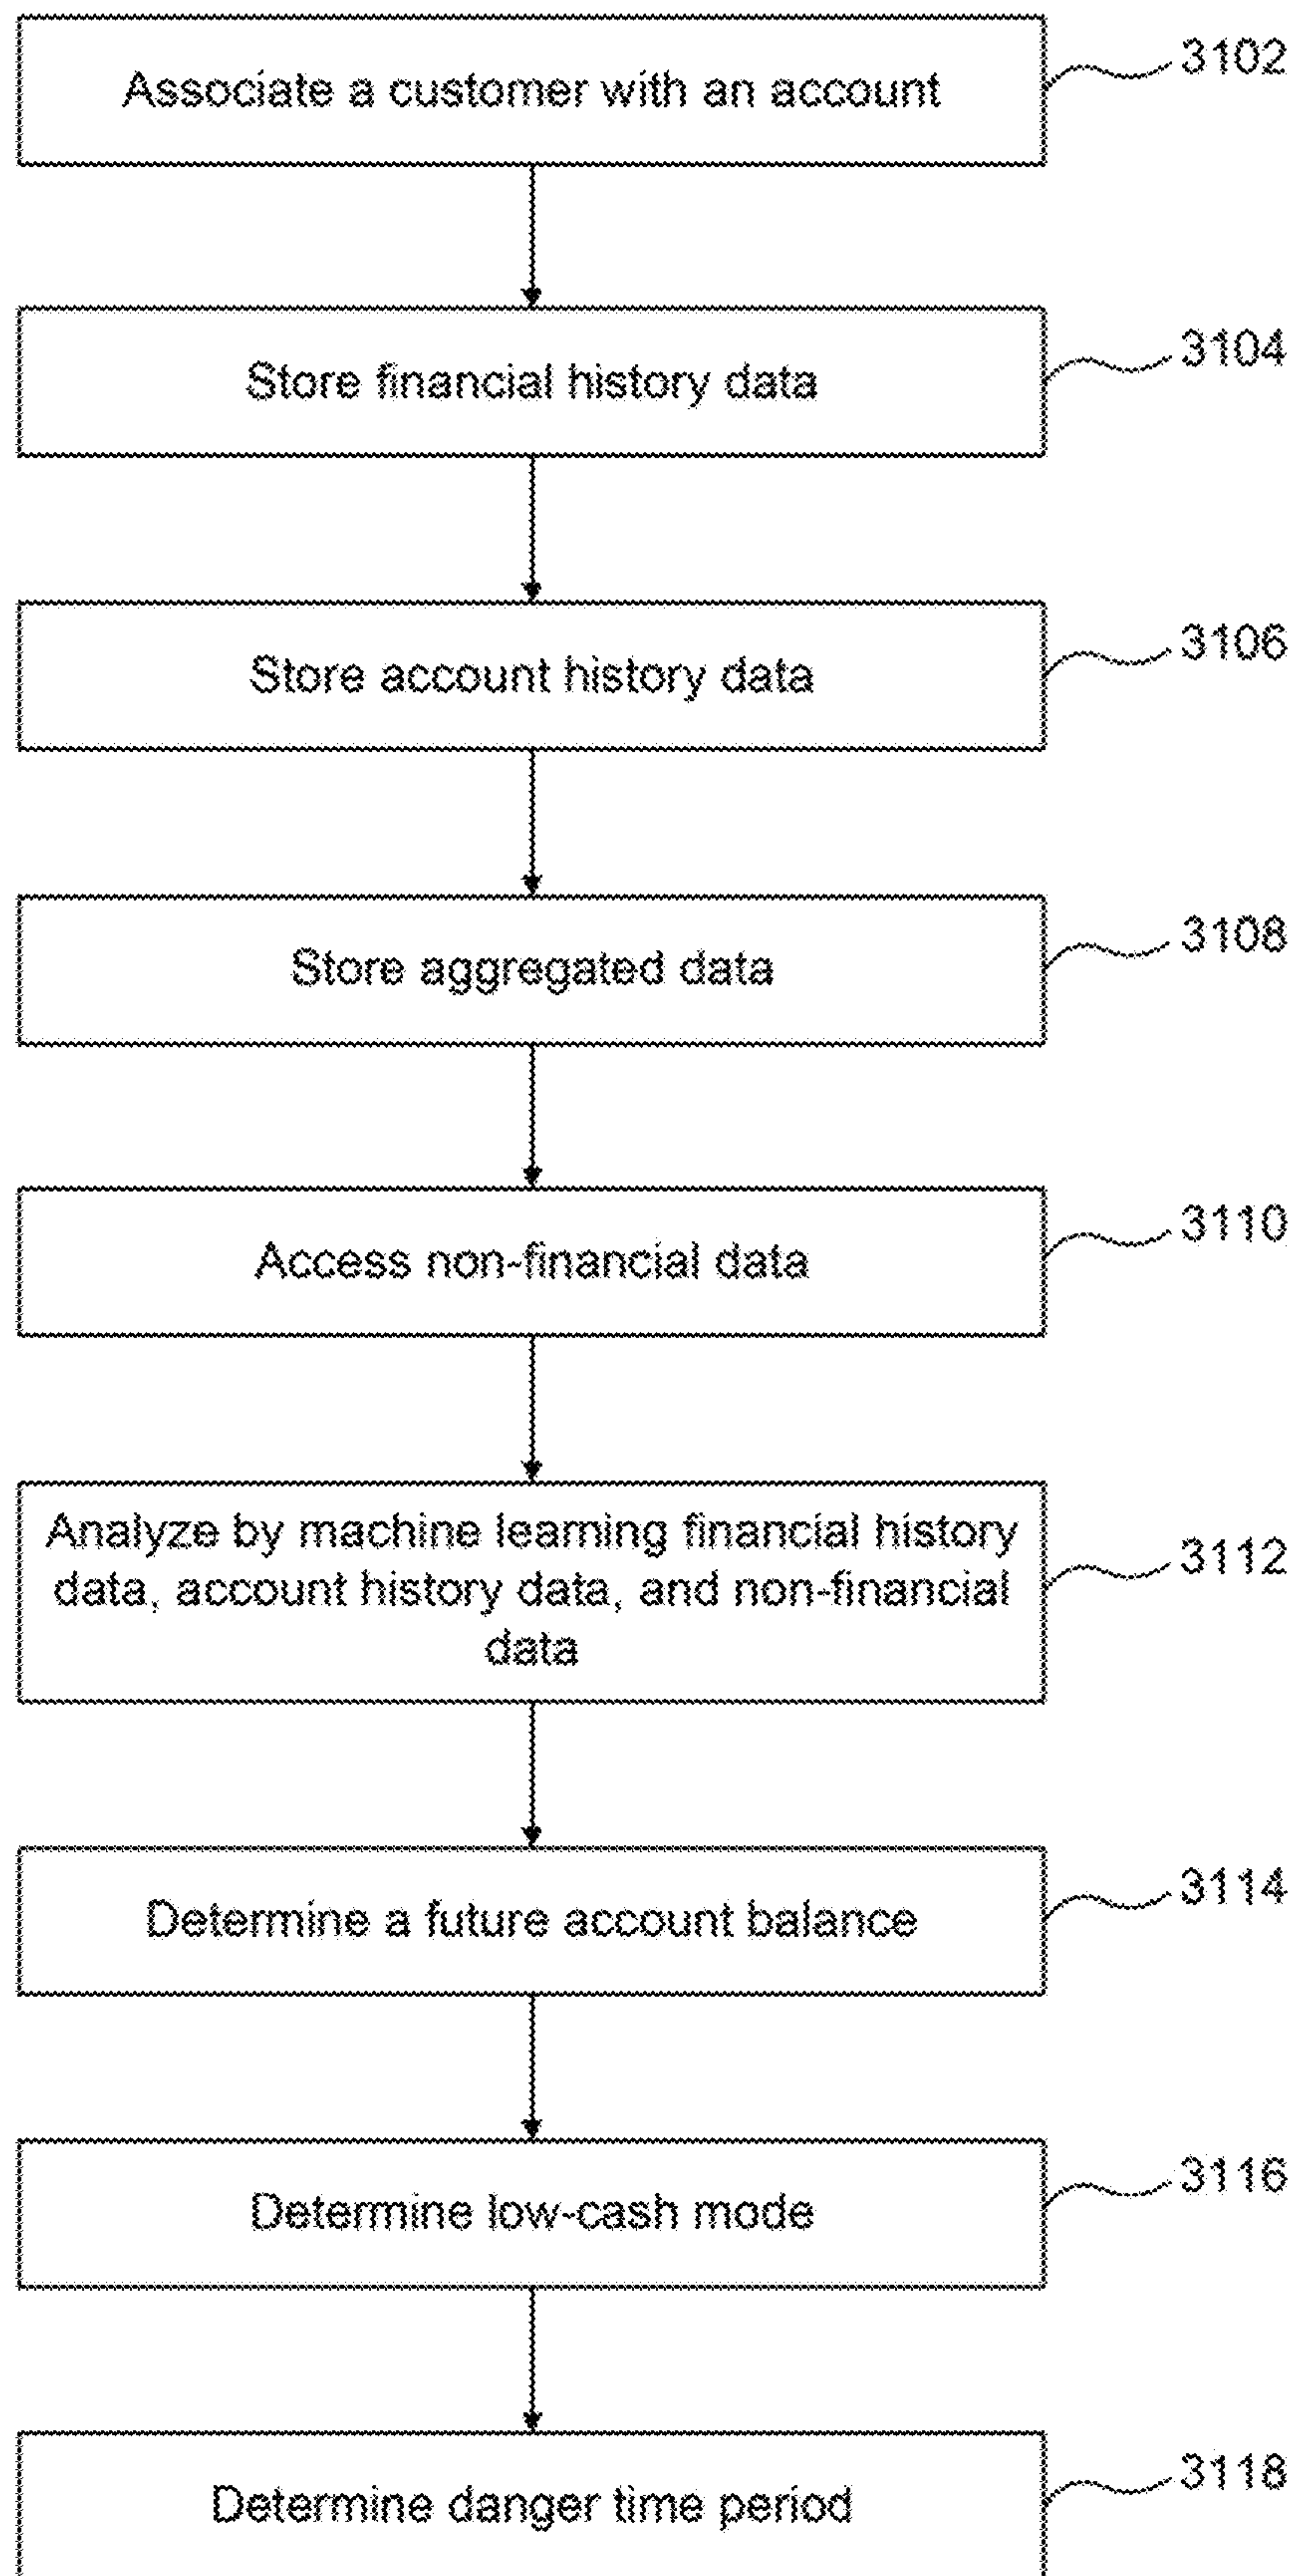 Associate a customer with an account
3102
Store financial history data
3104
Store account history data
3106
Store aggregated data
3108
Access non-financial data
3110
Analyze by machine learning financial history
data, account history data, and non-financial
data
3112
Determine a future account balance
3114
Determine low-cash mode
3116
Determine danger time period
3118